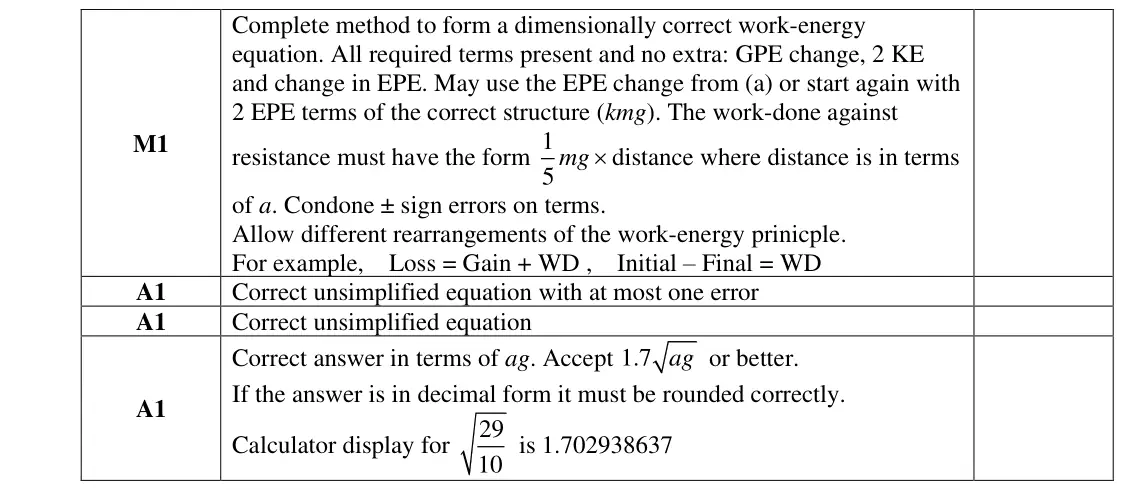 Complete method to form a dimensionally correct work-energy
equation. All required terms present and no extra: GPE change, 2 KE
and change in EPE. May use the EPE change from (a) or start again with
2 EPE terms of the correct structure (kmg). The work-done against
M1
resistance must have the form 1/5 mg × distance where distance is in terms
of a. Condone ± sign errors on terms.
Allow different rearrangements of the work-energy prinicple.
For example, Loss = Gain + WD , Initial – Final = WD
A1 Correct unsimplified equation with at most one error
A1 Correct unsimplified equation
Correct answer in terms of ag. Accept 1.7√ag or better.
If the answer is in decimal form it must be rounded correctly.
A1
Calculator display for √(29/10) is 1.702938637